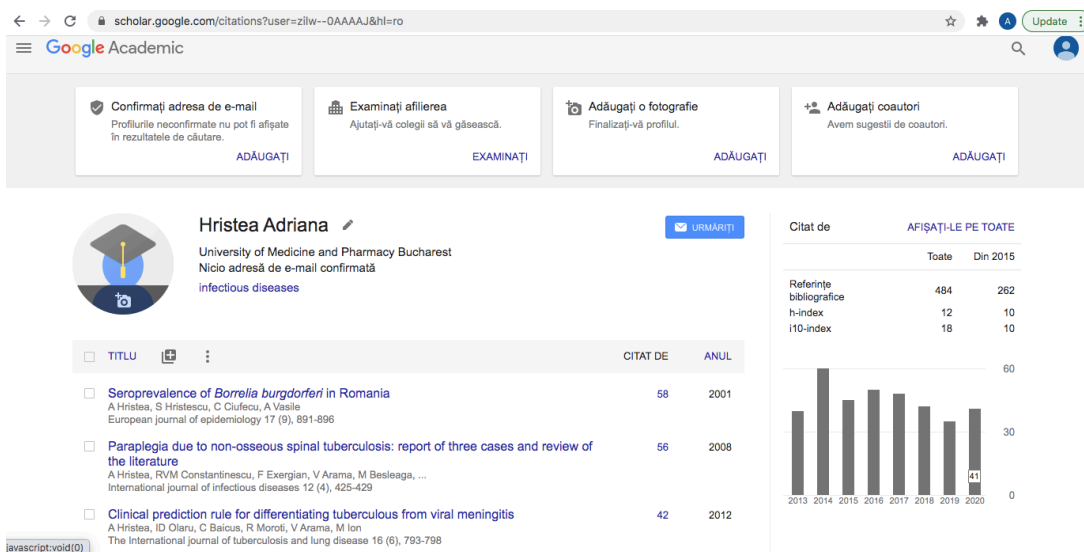 scholar.google.com/citations?user=zilw--0AAAAJ&hl=ro
A
Update
Google Academic
Confirmați adresa de e-mail
Profilurile neconfirmate nu pot fi afișate
în rezultatele de căutare.
ADĂUGAȚI
Examinați afilierea
Ajutați-vă colegii să vă găsească.
EXAMINAȚI
Adăugați o fotografie
Finalizați-vă profilul.
ADĂUGAȚI
Adăugați coautori
Avem sugestii de coautori.
ADĂUGAȚI
Hristea Adriana
University of Medicine and Pharmacy Bucharest
Nicio adresă de e-mail confirmată
infectious diseases
URMĂRIȚI
TITLU CITAT DE ANUL
Seroprevalence of Borrelia burgdorferi in Romania 58 2001
A Hristea, S Hristescu, C Ciufecu, A Vasile
European journal of epidemiology 17 (9), 891-896
Paraplegia due to non-osseous spinal tuberculosis: report of three cases and review of 56 2008
the literature
A Hristea, RVM Constantinescu, F Exergian, V Arama, M Besleaga, ...
International journal of infectious diseases 12 (4), 425-429
Clinical prediction rule for differentiating tuberculous from viral meningitis 42 2012
A Hristea, ID Olaru, C Baicus, R Moroti, V Arama, M Ion
The International journal of tuberculosis and lung disease 16 (6), 793-798
javascript:void(0)
Citat de AFIȘAȚI-LE PE TOATE
Toate Din 2015
Referințe
bibliografice 484 262
h-index 12 10
i10-index 18 10
60
30
41
0
2013 2014 2015 2016 2017 2018 2019 2020